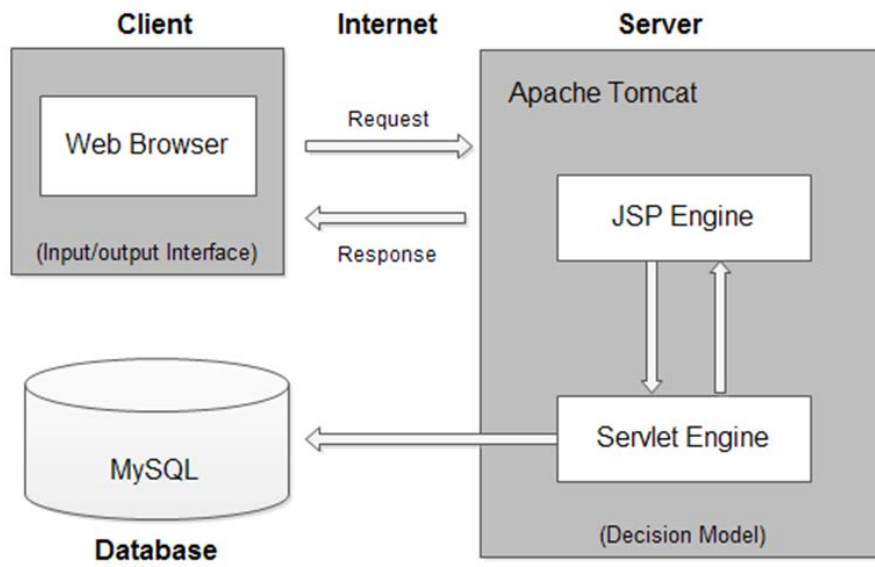 Client
Internet
Server
Apache Tomcat
Web Browser
Request
JSP Engine
(Input/output Interface)
Response
Servlet Engine
MySQL
(Decision Model)
Database